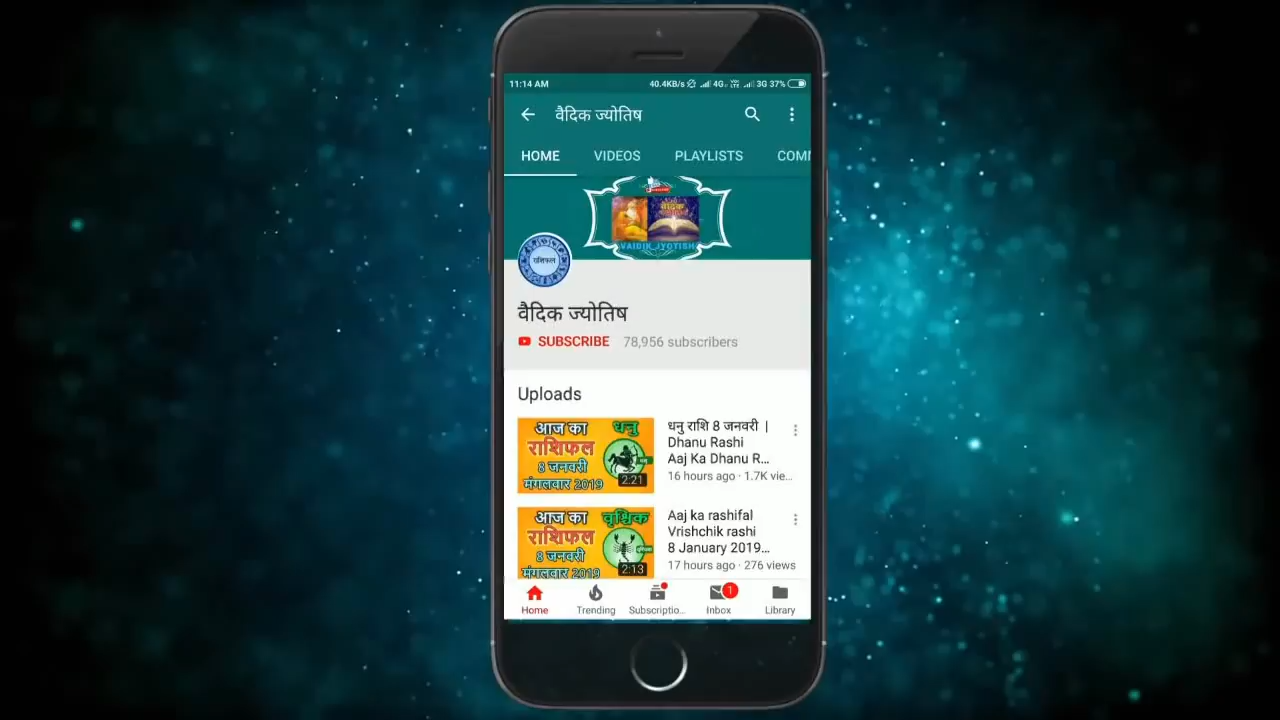 11:14 AM 40.4KB/s 4G 3G 37%
वैदिक ज्योतिष
HOME VIDEOS PLAYLISTS COMM
वैदिक
VAIDIK JYOTISH
राशिफल
वैदिक ज्योतिष
SUBSCRIBE 78,956 subscribers
Uploads
आज का धनु
राशिफल
8 जनवरी
मंगलवार 2019
2:21
धनु राशि 8 जनवरी |
Dhanu Rashi
Aaj Ka Dhanu R...
16 hours ago · 1.7K vie...
आज का वृश्चिक
राशिफल
8 जनवरी
मंगलवार 2019
2:13
Aaj ka rashifal
Vrishchik rashi
8 January 2019...
17 hours ago · 276 views
1
Home Trending Subscriptio... Inbox Library